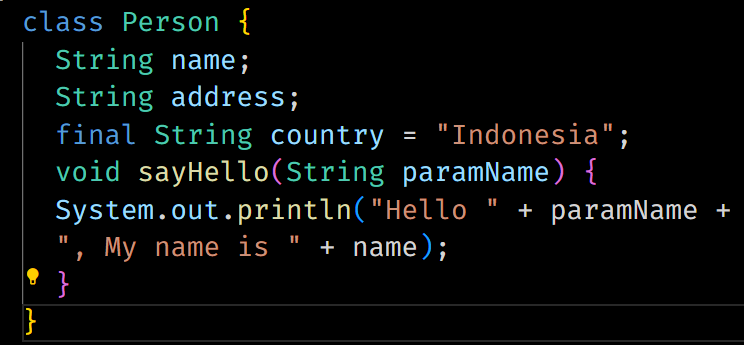 class Person {
String name;
String address;
final String country = "Indonesia";
void sayHello(String paramName) {
System.out.println("Hello " + paramName +
", My name is " + name);
}
}